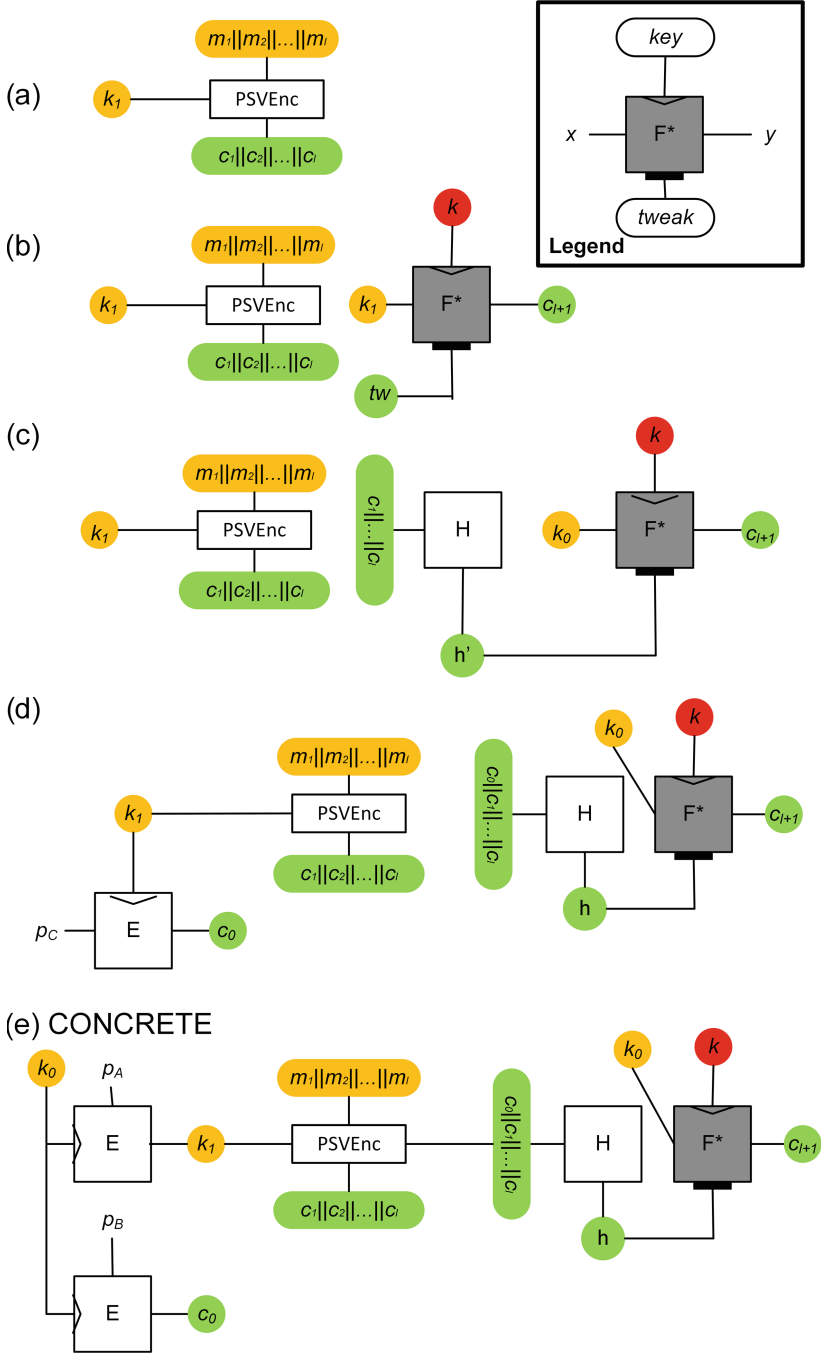 m₁||m₂||...||mₗ
(a)
k₁
PSVEnc
c₁||c₂||...||cₗ
key
x
F*
y
tweak
Legend
(b)
m₁||m₂||...||mₗ
k₁
PSVEnc
c₁||c₂||...||cₗ
k
k₁
F*
cₗ₊₁
tw
(c)
m₁||m₂||...||mₗ
k₁
PSVEnc
c₁||c₂||...||cₗ
c₁||...||cₗ
H
h'
k
k₀
F*
cₗ₊₁
(d)
m₁||m₂||...||mₗ
k₁
PSVEnc
c₁||c₂||...||cₗ
p_C
E
c₀
c₀||c₁||...||cₗ
H
h
k₀
k
F*
cₗ₊₁
(e) CONCRETE
k₀
p_A
E
k₁
m₁||m₂||...||mₗ
PSVEnc
c₁||c₂||...||cₗ
c₀||c₁||...||cₗ
H
h
k₀
k
F*
cₗ₊₁
p_B
E
c₀